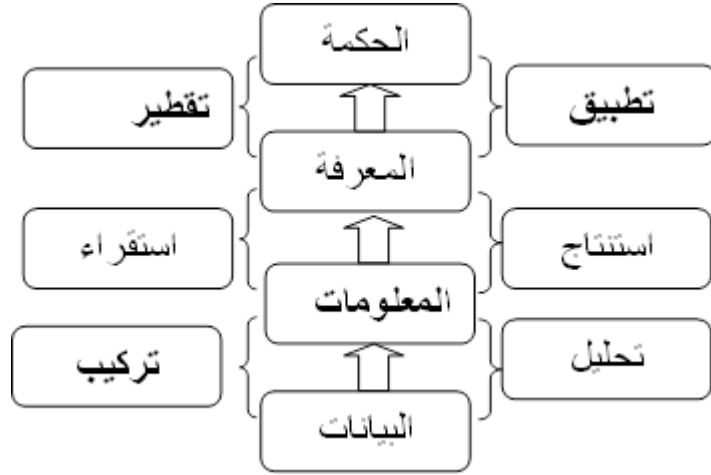 الحكمة
تطبيق
تقطير
المعرفة
استنتاج
استقراء
المعلومات
تحليل
تركيب
البيانات